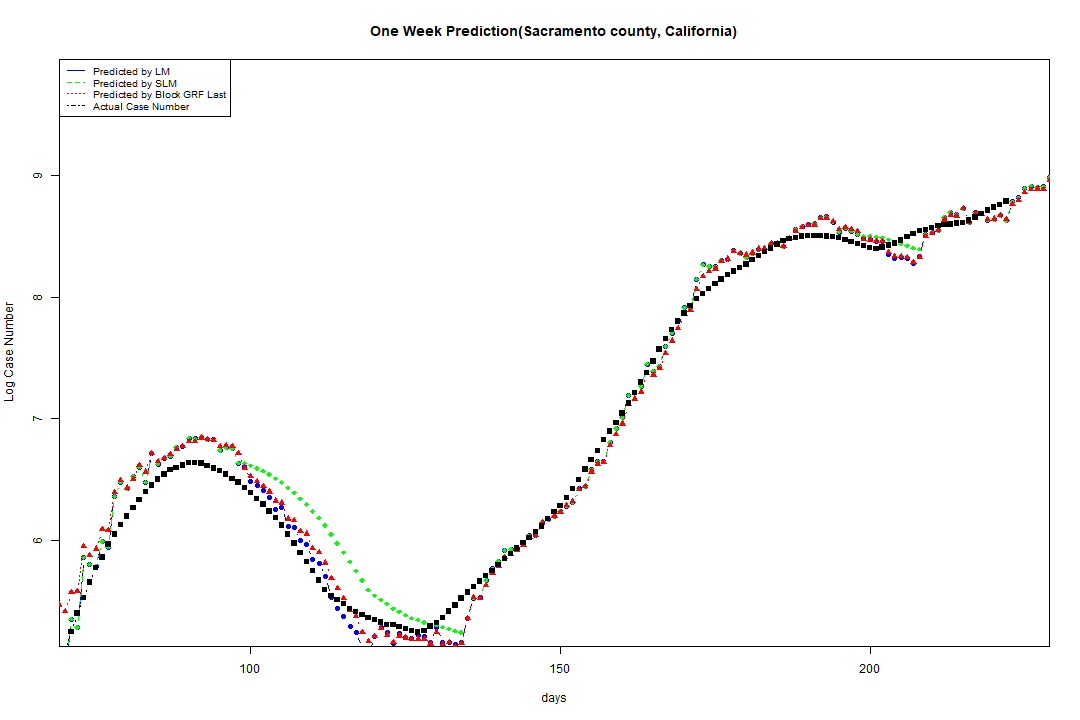 One Week Prediction(Sacramento county, California)
Predicted by LM
Predicted by SLM
Predicted by Block GRF Last
Actual Case Number
9
8
7
6
Log Case Number
100
150
200
days